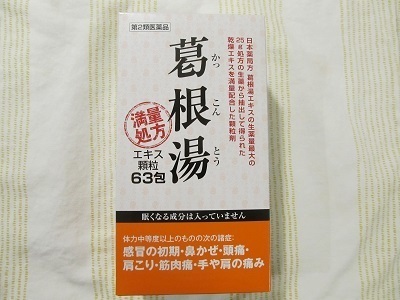 第2類医薬品
日本薬局方 葛根湯エキスの生薬量最大の
25g処方の生薬から抽出して得られた
乾燥エキスを満量配合した顆粒剤
葛根湯
かっ
こん
とう
満量
処方
エキス
顆粒
63包
眠くなる成分は入っていません
体力中等度以上のものの次の諸症:
感冒の初期・鼻かぜ・頭痛・
肩こり・筋肉痛・手や肩の痛み